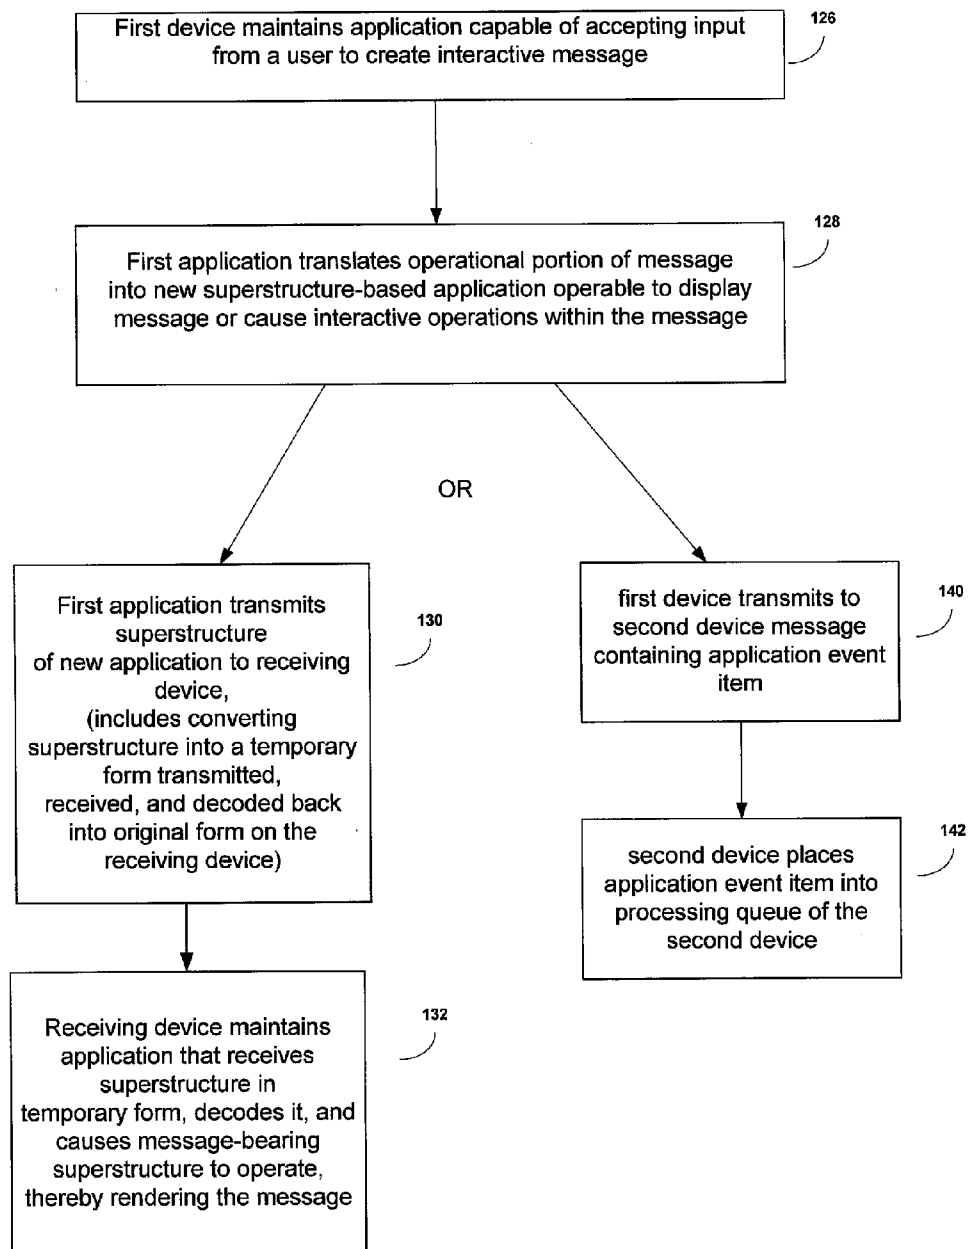 First device maintains application capable of accepting input
from a user to create interactive message
126
First application translates operational portion of message
into new superstructure-based application operable to display
message or cause interactive operations within the message
128
OR
First application transmits
superstructure
of new application to receiving
device,
(includes converting
superstructure into a temporary
form transmitted,
received, and decoded back
into original form on the
receiving device)
130
first device transmits to
second device message
containing application event
item
140
second device places
application event item into
processing queue of the
second device
142
Receiving device maintains
application that receives
superstructure in
temporary form, decodes it, and
causes message-bearing
superstructure to operate,
thereby rendering the message
132